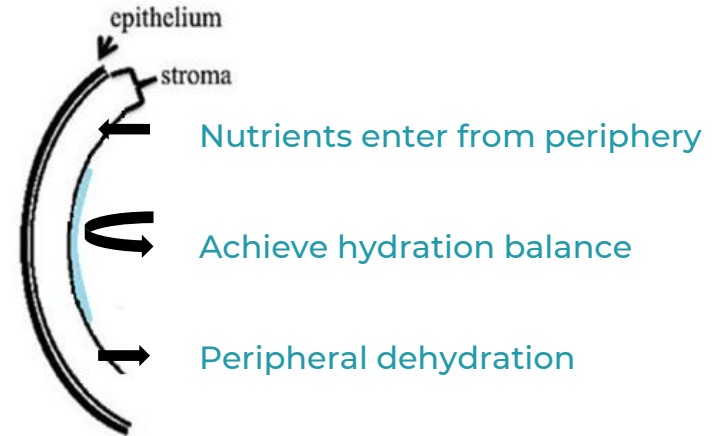 epithelium
stroma
Nutrients enter from periphery
Achieve hydration balance
Peripheral dehydration